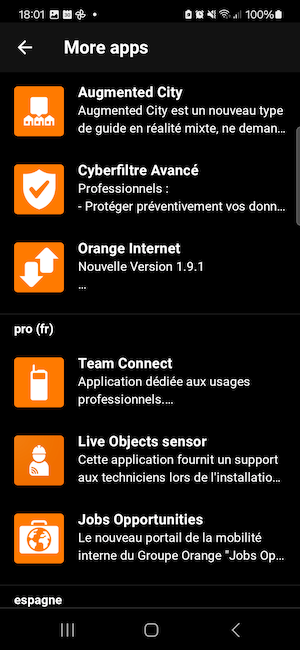 18:01 100%
More apps
Augmented City
Augmented City est un nouveau type
de guide en réalité mixte, ne deman...
Cyberfiltre Avancé
Professionnels :
- Protéger préventivement vos donn...
Orange Internet
Nouvelle Version 1.9.1
...
pro (fr)
Team Connect
Application dédiée aux usages
professionnels....
Live Objects sensor
Cette application fournit un support
aux techniciens lors de l'installatio...
Jobs Opportunities
Le nouveau portail de la mobilité
interne du Groupe Orange "Jobs Op...
espagne